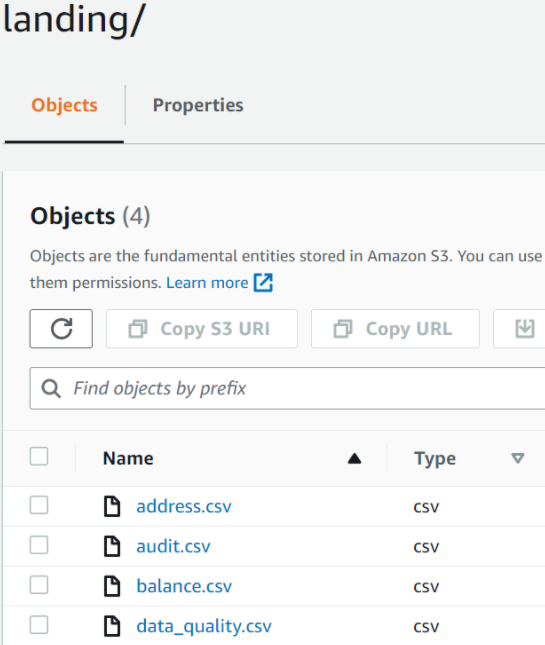 landing/
Objects
Properties
Objects (4)
Objects are the fundamental entities stored in Amazon S3. You can use
them permissions. Learn more
Copy S3 URI
Copy URL
Find objects by prefix
Name
Type
address.csv
csv
audit.csv
csv
balance.csv
csv
data_quality.csv
csv